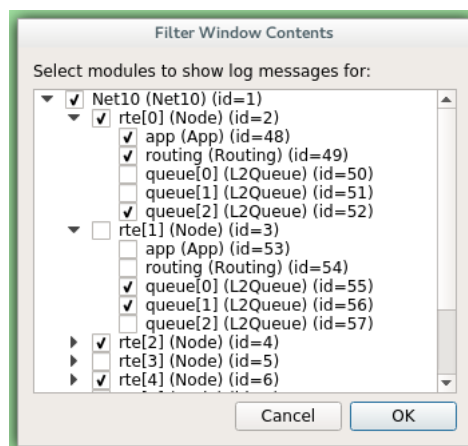 Filter Window Contents
Select modules to show log messages for:
Net10 (Net10) (id=1)
rte[0] (Node) (id=2)
app (App) (id=48)
routing (Routing) (id=49)
queue[0] (L2Queue) (id=50)
queue[1] (L2Queue) (id=51)
queue[2] (L2Queue) (id=52)
rte[1] (Node) (id=3)
app (App) (id=53)
routing (Routing) (id=54)
queue[0] (L2Queue) (id=55)
queue[1] (L2Queue) (id=56)
queue[2] (L2Queue) (id=57)
rte[2] (Node) (id=4)
rte[3] (Node) (id=5)
rte[4] (Node) (id=6)
Cancel OK